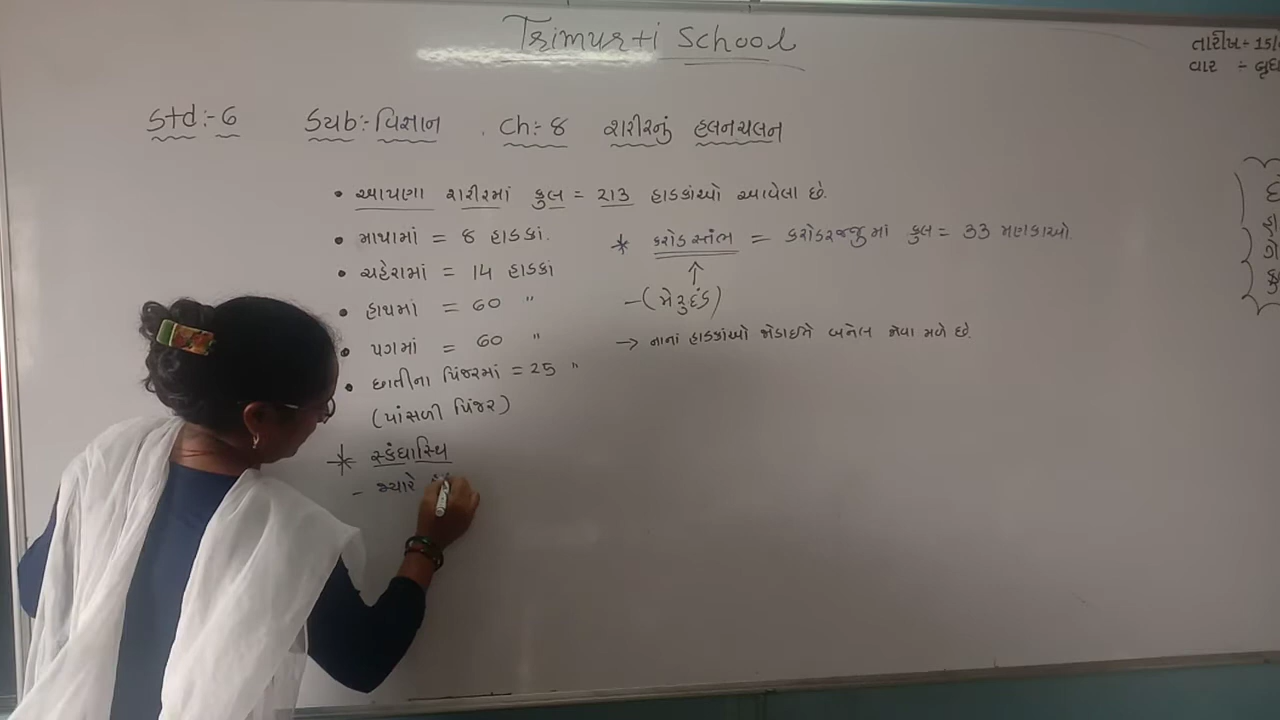 Trimurti School
તારીખ÷ 15/
વાર ÷ બુધ
Std:- 6 Sub:- વિજ્ઞાન . Ch:- 8 શરીરનું હલનચલન
• આપણા શરીરમાં કુલ = 213 હાડકાંઓ આવેલા છે.
• માથામાં = 8 હાડકાં.
* કરોડસ્તંભ = કરોડરજ્જુમાં કુલ = 33 મણકાઓ.
• ચહેરામાં = 14 હાડકાં
• હાથમાં = 60 "
- (મેરુદંડ)
• પગમાં = 60 "
→ નાનાં હાડકાંઓ જોડાઈને બનેલ જોવા મળે છે.
• છાતીના પિંજરમાં = 25 "
(પાંસળી પિંજર)
* સ્કંધાસ્થિ
- જ્યારે